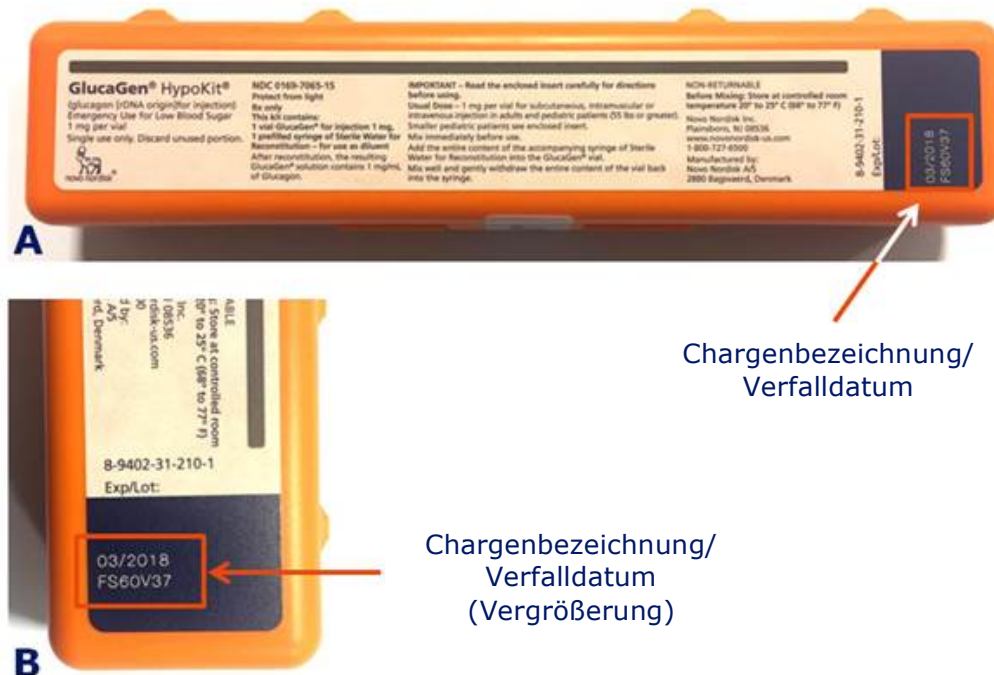 GlucaGen® HypoKit®
(glucagon [rDNA origin]for injection)
Emergency Use for Low Blood Sugar
1 mg per vial
Single use only. Discard unused portion.
novo nordisk®
NDC 0169-7065-15
Protect from light
Rx only
This kit contains:
1 vial GlucaGen® for injection 1 mg,
1 prefilled syringe of Sterile Water for
Reconstitution – for use as diluent
After reconstitution, the resulting
GlucaGen® solution contains 1 mg/mL
of Glucagon.
IMPORTANT – Read the enclosed insert carefully for directions
before using.
Usual Dose – 1 mg per vial for subcutaneous, intramuscular or
intravenous injection in adults and pediatric patients (55 lbs or greater).
Smaller pediatric patients see enclosed insert.
Mix immediately before use.
Add the entire content of the accompanying syringe of Sterile
Water for Reconstitution into the GlucaGen® vial.
Mix well and gently withdraw the entire content of the vial back
into the syringe.
NON-RETURNABLE
Before Mixing: Store at controlled room
temperature 20° to 25° C (68° to 77° F)
Novo Nordisk Inc.
Plainsboro, NJ 08536
www.novonordisk-us.com
1-800-727-6500
Manufactured by:
Novo Nordisk A/S
2880 Bagsvaerd, Denmark
8-9402-31-210-1
Exp/Lot:
03/2018
FS60V37
A
Chargenbezeichnung/
Verfalldatum
ABLE
: Store at controlled room
20° to 25° C (68° to 77° F)
Inc.
J 08536
rdisk-us.com
00
d by:
A/S
rd, Denmark
8-9402-31-210-1
Exp/Lot:
03/2018
FS60V37
Chargenbezeichnung/
Verfalldatum
(Vergrößerung)
B